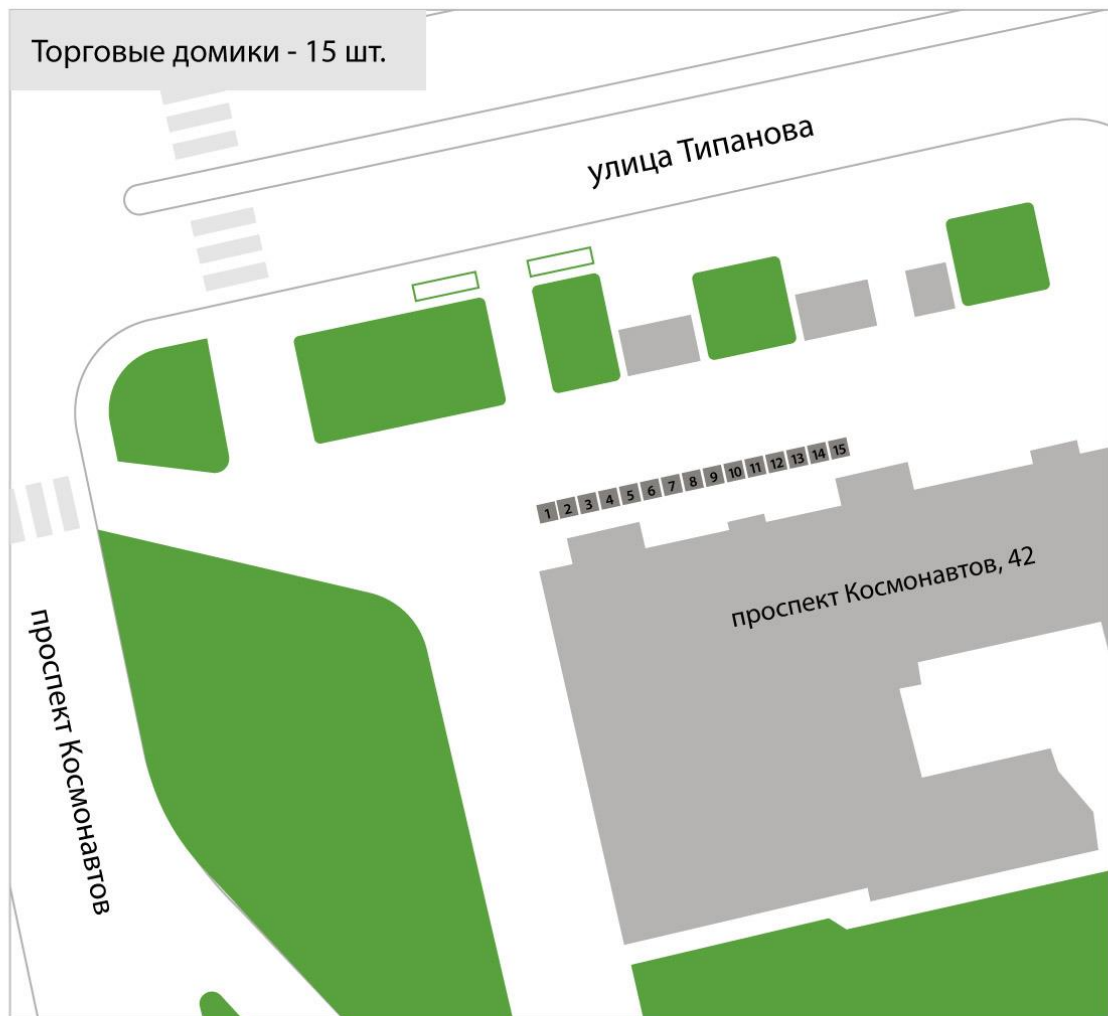 Торговые домики - 15 шт.
улица Типанова
1 2 3 4 5 6 7 8 9 10 11 12 13 14 15
проспект Космонавтов, 42
проспект Космонавтов